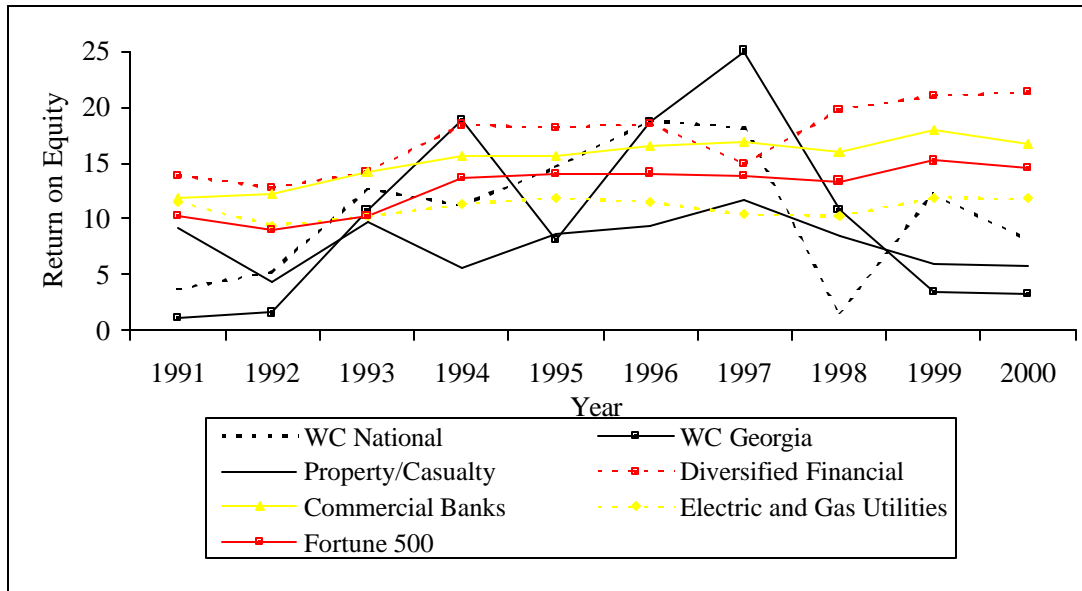 25
20
15
10
5
0
Return on Equity
1991 1992 1993 1994 1995 1996 1997 1998 1999 2000
Year
WC National WC Georgia
Property/Casualty Diversified Financial
Commercial Banks Electric and Gas Utilities
Fortune 500